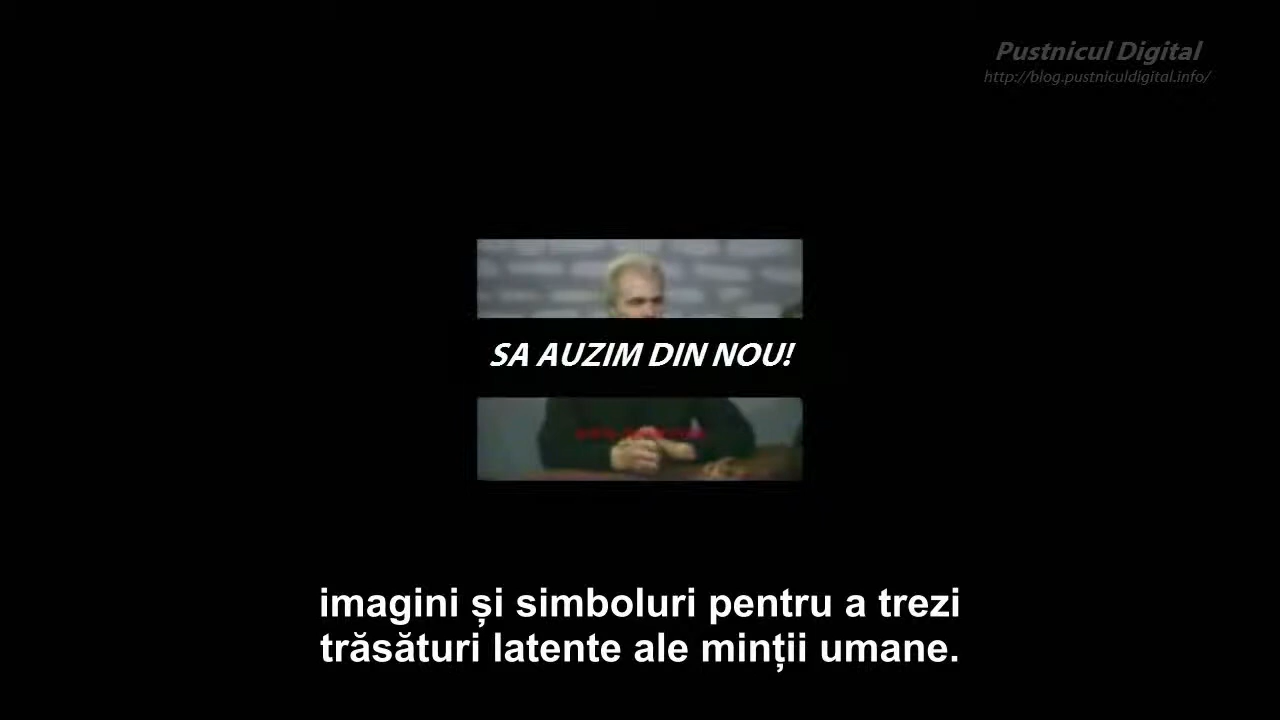 Pustnicul Digital
http://blog.pustniculdigital.info/
SA AUZIM DIN NOU!
imagini și simboluri pentru a trezi
trăsături latente ale minții umane.